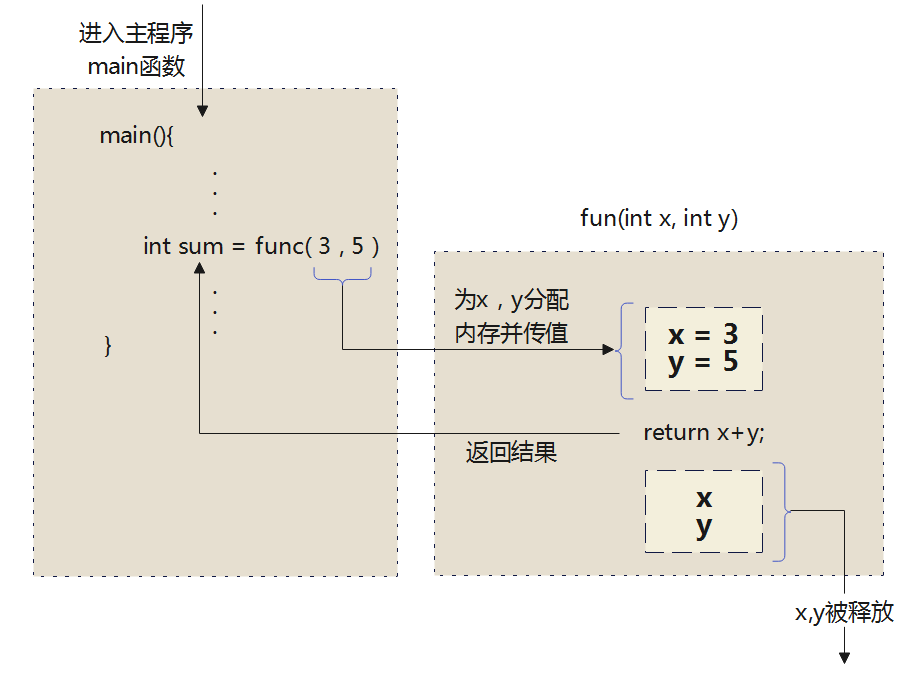 进入主程序
main函数
main(){
.
.
.
int sum = func( 3 , 5 )
.
.
.
}
fun(int x, int y)
为x，y分配
内存并传值
x = 3
y = 5
return x+y;
返回结果
x
y
x,y被释放